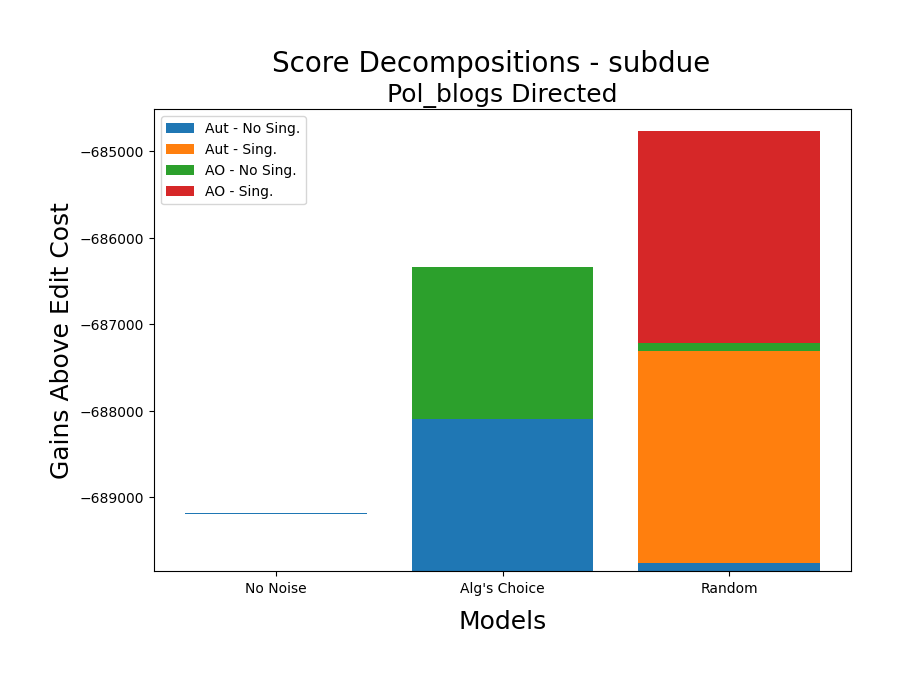 Score Decompositions - subdue
Pol_blogs Directed
Aut - No Sing.
Aut - Sing.
AO - No Sing.
AO - Sing.
Gains Above Edit Cost
−685000
−686000
−687000
−688000
−689000
No Noise
Alg's Choice
Random
Models